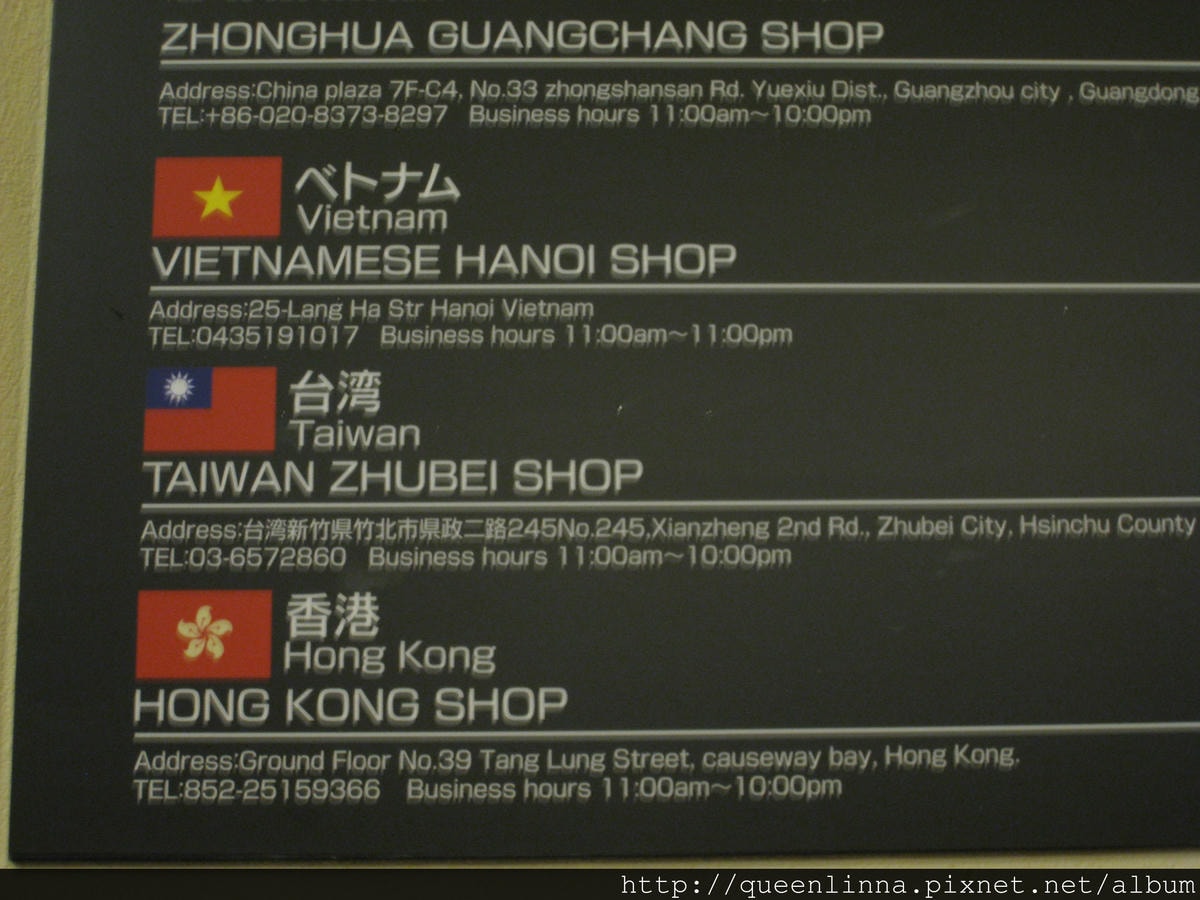 ZHONGHUA GUANGCHANG SHOP
Address:China plaza 7F-C4, No.33 zhongshansan Rd. Yuexiu Dist., Guangzhou city , Guangdong
TEL:+86-020-8373-8297 Business hours 11:00am~10:00pm
ベトナム
Vietnam
VIETNAMESE HANOI SHOP
Address:25-Lang Ha Str Hanoi Vietnam
TEL:0435191017 Business hours 11:00am~11:00pm
台湾
Taiwan
TAIWAN ZHUBEI SHOP
Address:台湾新竹県竹北市県政二路245No.245,Xianzheng 2nd Rd., Zhubei City, Hsinchu County
TEL:03-6572860 Business hours 11:00am~10:00pm
香港
Hong Kong
HONG KONG SHOP
Address:Ground Floor No.39 Tang Lung Street, causeway bay, Hong Kong.
TEL:852-25159366 Business hours 11:00am~10:00pm
http://queenlinna.pixnet.net/album